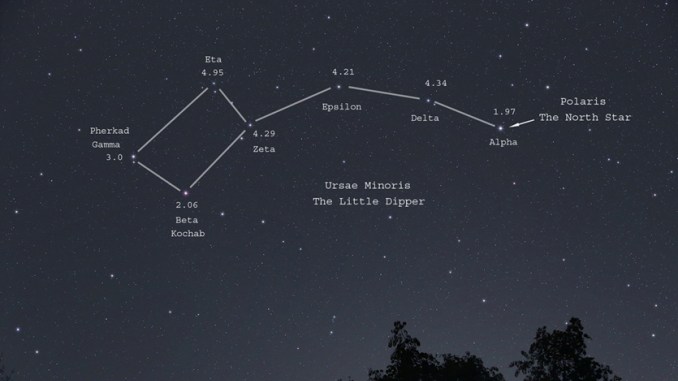 Eta
4.95
4.21
Epsilon
4.34
Delta
1.97
Alpha
Polaris
The North Star
Pherkad
Gamma
3.0
4.29
Zeta
2.06
Beta
Kochab
Ursae Minoris
The Little Dipper